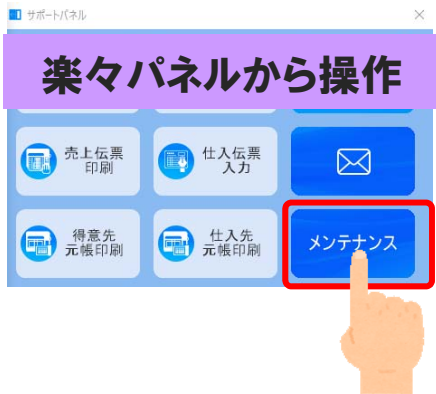 サポートパネル
楽々パネルから操作
売上伝票
印刷
仕入伝票
入力
得意先
元帳印刷
仕入先
元帳印刷
メンテナンス